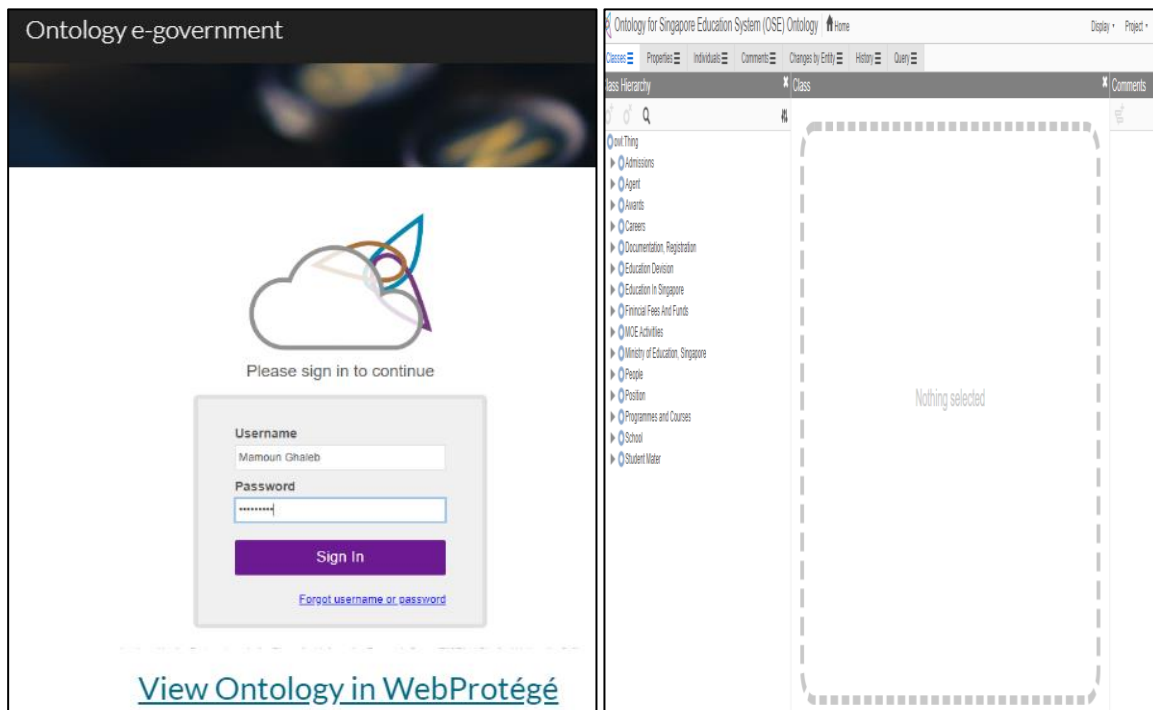 Ontology e-government
Please sign in to continue
Username
Mamoun Ghaleb
Password
•••••••••
Sign In
Forgot username or password
View Ontology in WebProtégé
Ontology for Singapore Education System (OSE) Ontology Home Display Project
Classes Properties Individuals Comments Changes by Entity History Query
lass Hierarchy Class Comments
owl:Thing
Admissions
Agent
Awards
Careers
Documentation, Registration
Education Devision
Education In Singapore
Finincial Fees And Funds
MOE Activities
Ministry of Education, Singapore
People
Position
Programmes and Courses
School
Student Mater
Nothing selected